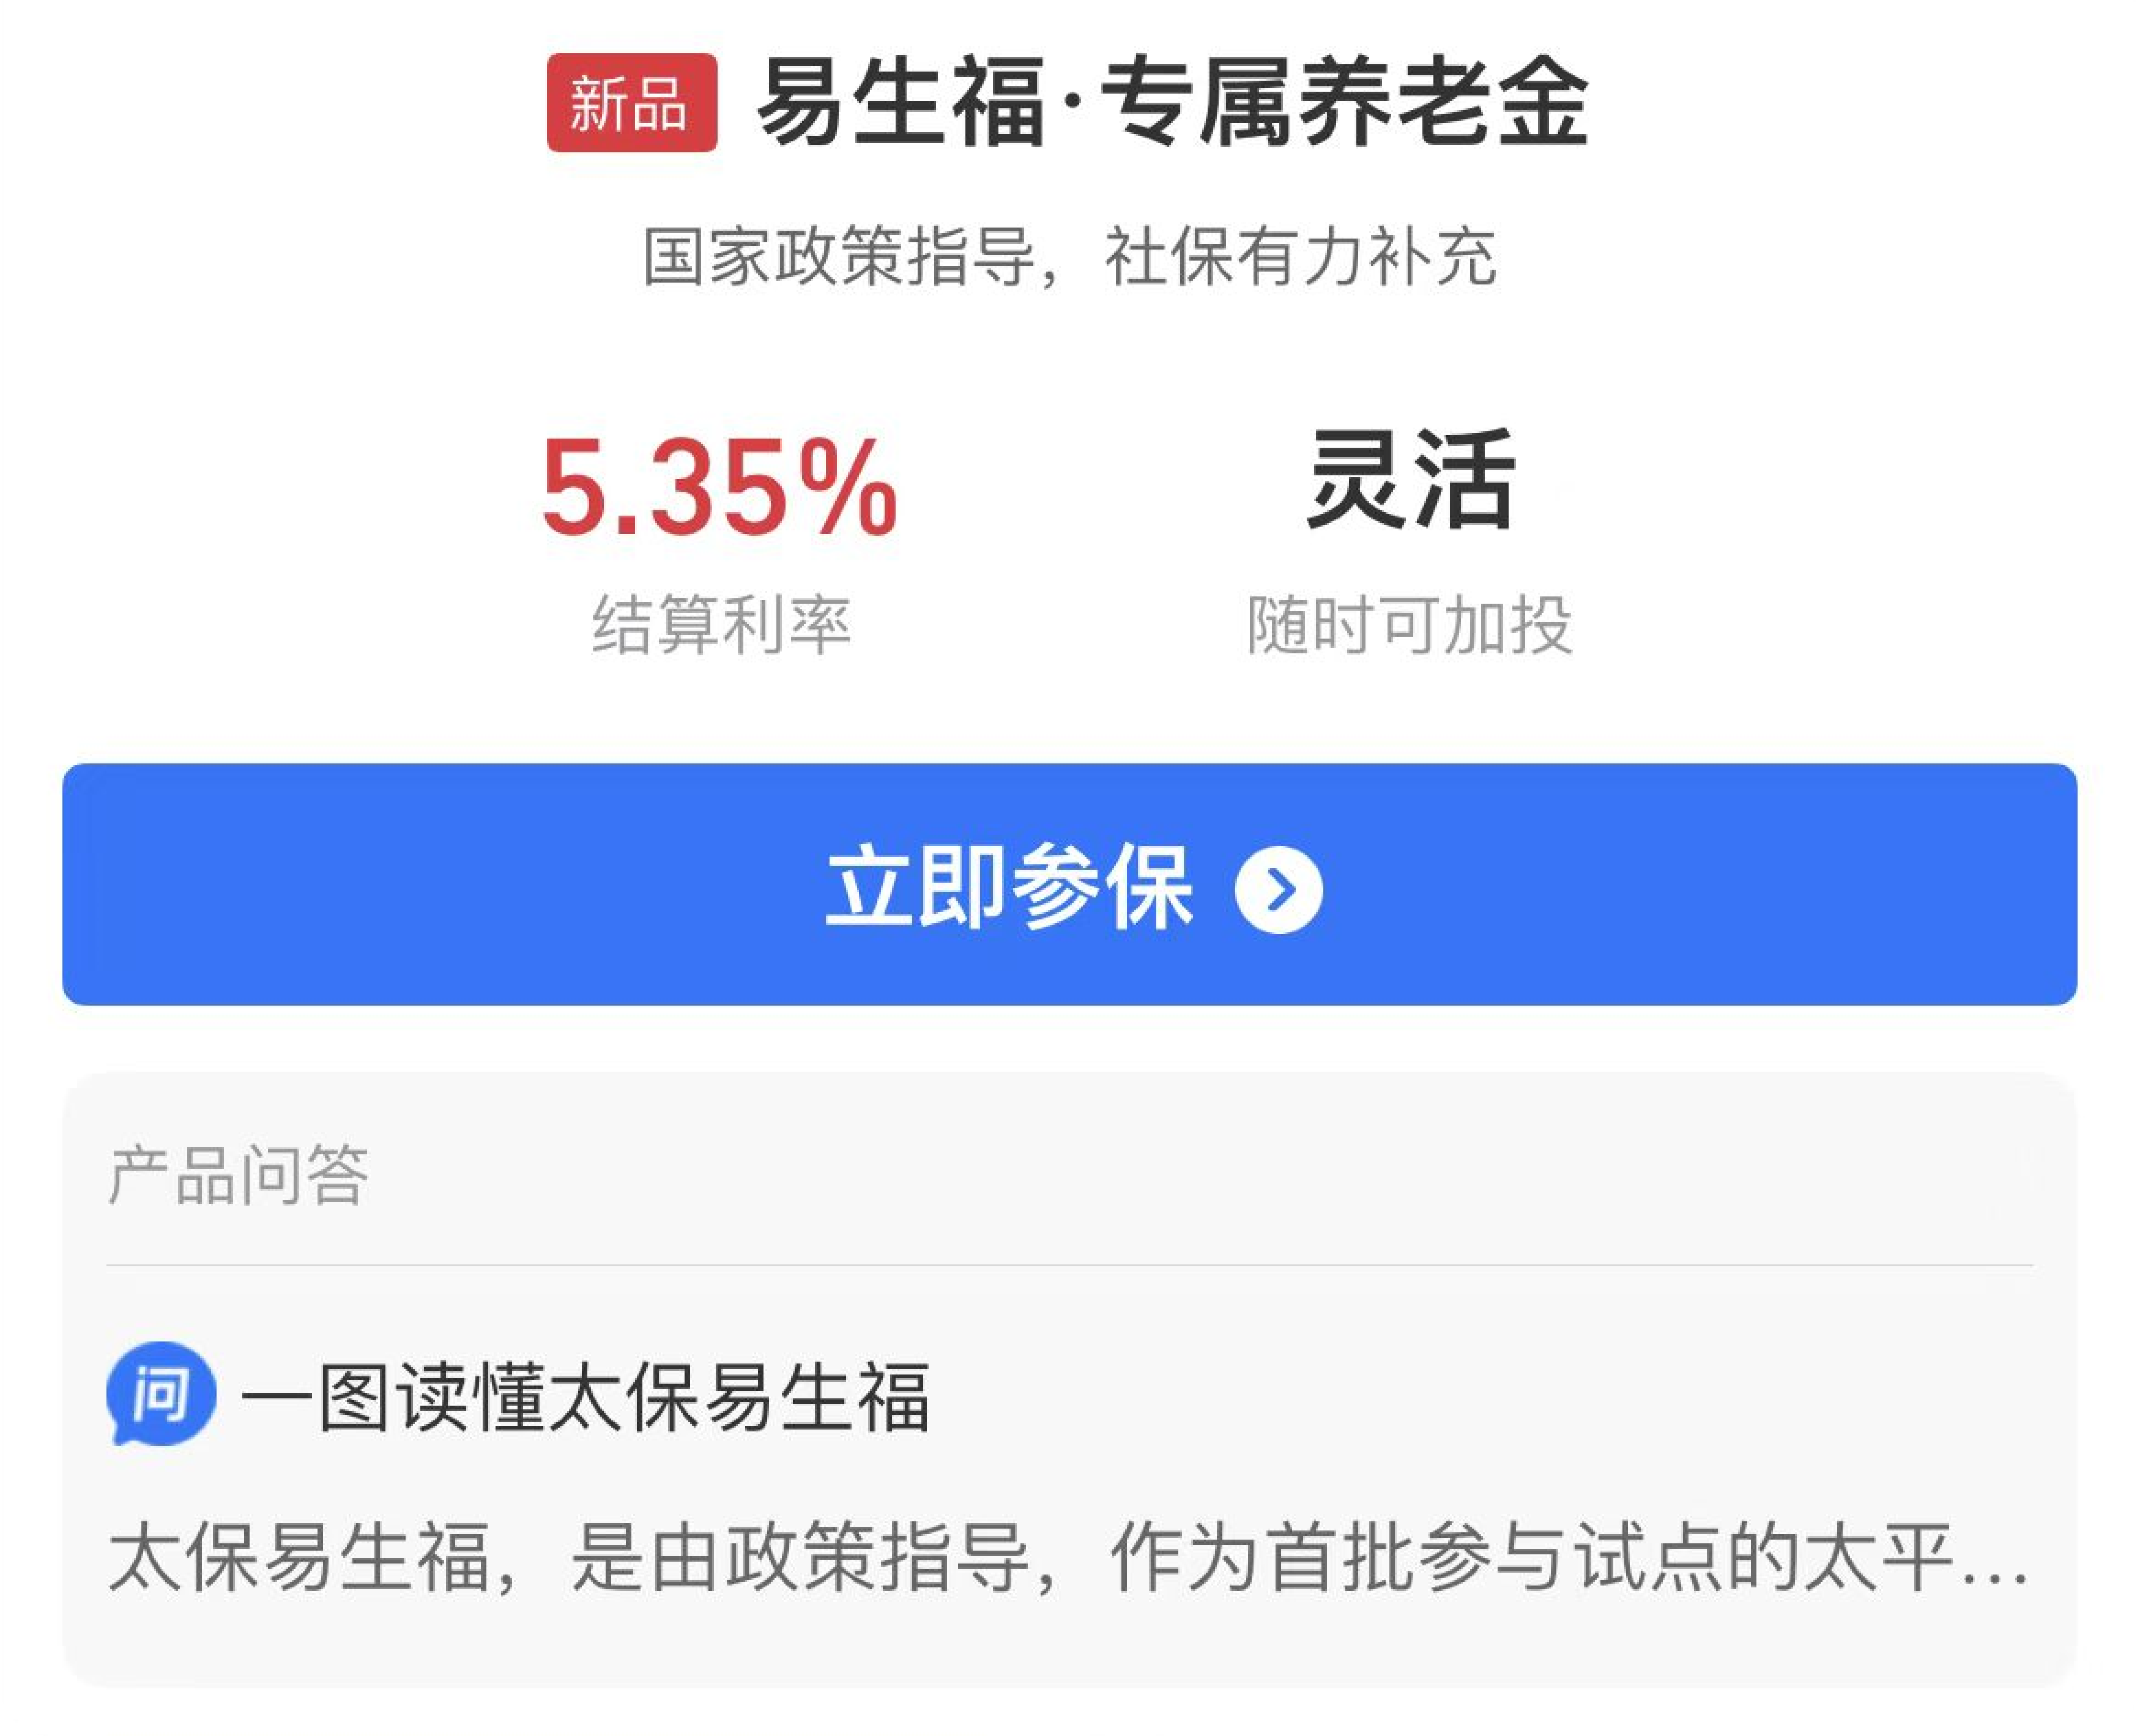 新品 易生福·专属养老金
国家政策指导，社保有力补充
5.35% 灵活
结算利率 随时可加投
立即参保
产品问答
问 一图读懂太保易生福
太保易生福，是由政策指导，作为首批参与试点的太平...